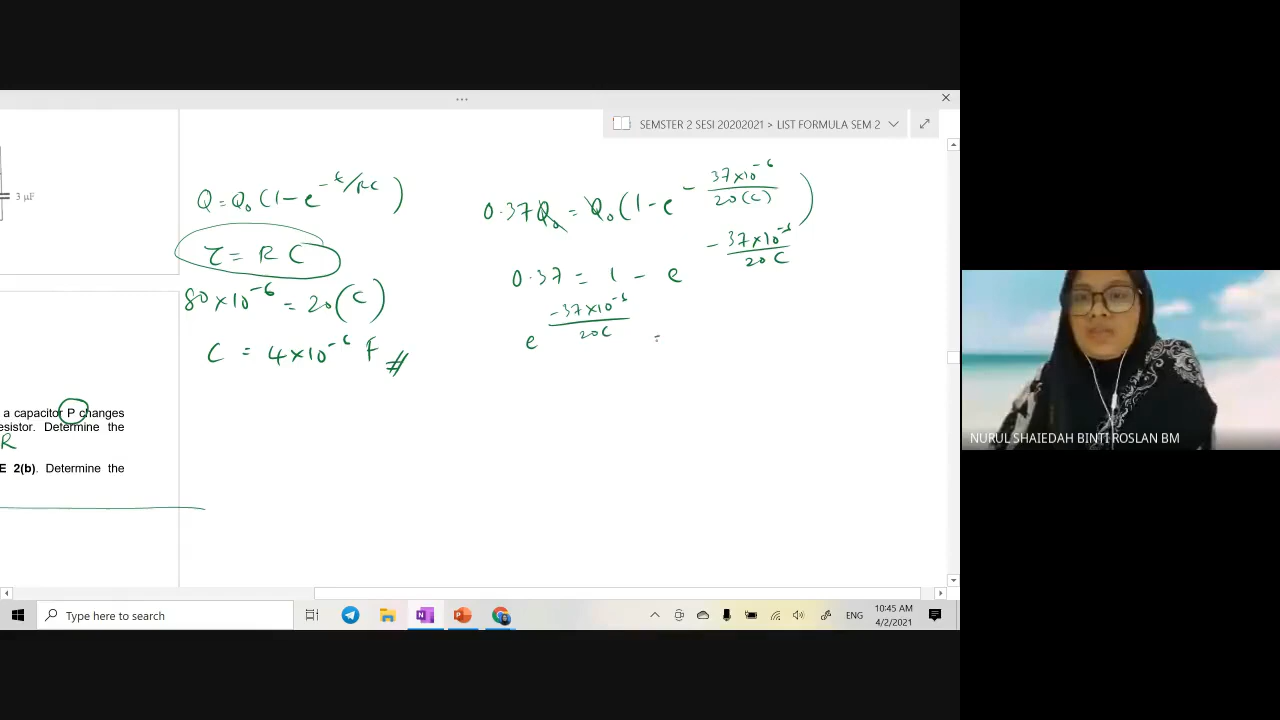 SEMSTER 2 SESI 20202021 > LIST FORMULA SEM 2
3 µF
Q = Q₀ (1 − e^(−t/RC))
τ = R C
80×10⁻⁶ = 20(C)
C = 4×10⁻⁶ F
0.37Q₀ = Q₀(1 − e^(−37×10⁻⁶/20(C)))
0.37 = 1 − e^(−37×10⁻⁶/20C)
e^(−37×10⁻⁶/20C) =
a capacitor P changes
esistor. Determine the
R
E 2(b). Determine the
NURUL SHAIEDAH BINTI ROSLAN BM
Type here to search
ENG
10:45 AM
4/2/2021